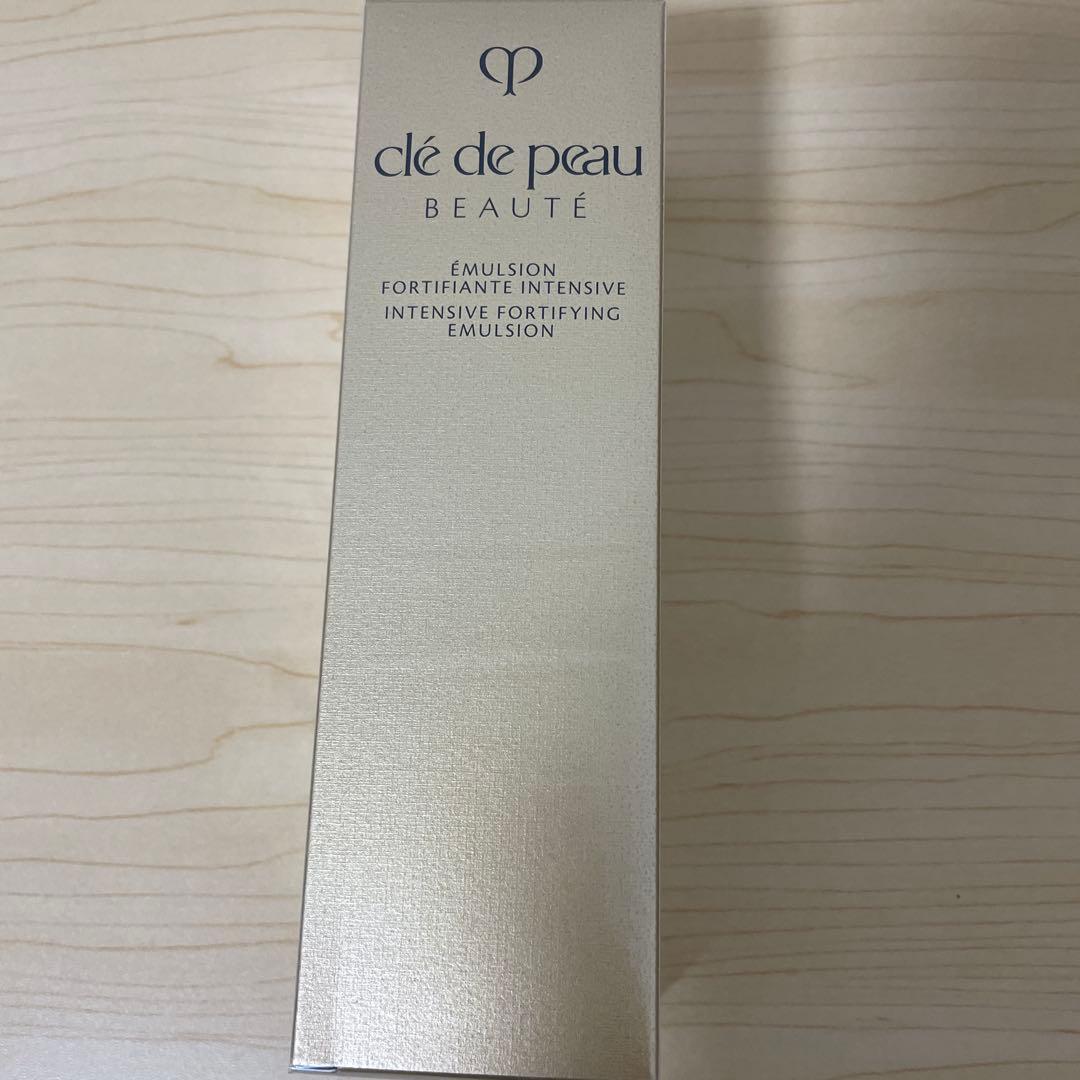 clé de peau
BEAUTÉ
ÉMULSION
FORTIFIANTE INTENSIVE
INTENSIVE FORTIFYING
EMULSION